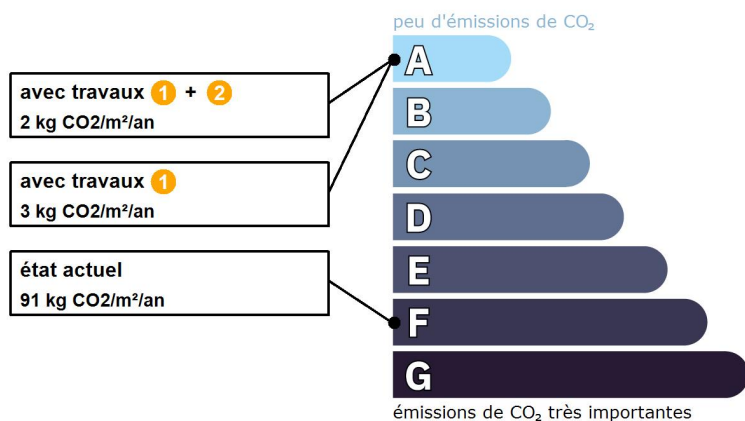 peu d'émissions de CO₂
A
avec travaux 1 + 2
2 kg CO2/m²/an
B
avec travaux 1
3 kg CO2/m²/an
C
D
état actuel
91 kg CO2/m²/an
E
F
G
émissions de CO₂ très importantes